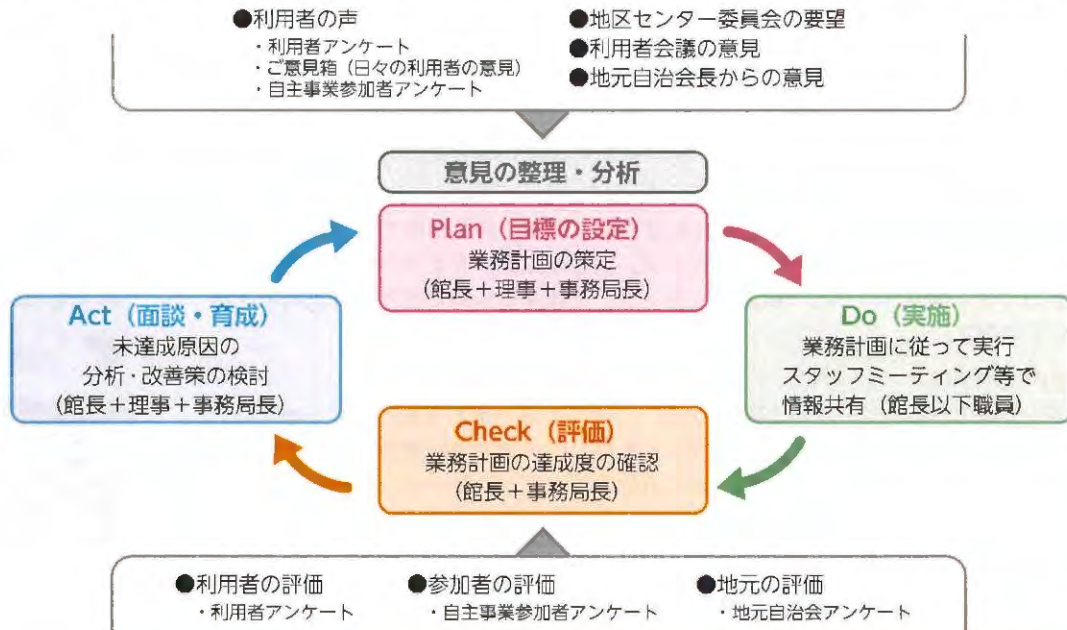 ●利用者の声
・利用者アンケート
・ご意見箱（日々の利用者の意見）
・自主事業参加者アンケート
●地区センター委員会の要望
●利用者会議の意見
●地元自治会長からの意見
意見の整理・分析
Plan（目標の設定）
業務計画の策定
（館長＋理事＋事務局長）
Act（面談・育成）
未達成原因の
分析・改善策の検討
（館長＋理事＋事務局長）
Do（実施）
業務計画に従って実行
スタッフミーティング等で
情報共有（館長以下職員）
Check（評価）
業務計画の達成度の確認
（館長＋事務局長）
●利用者の評価
・利用者アンケート
●参加者の評価
・自主事業参加者アンケート
●地元の評価
・地元自治会アンケート